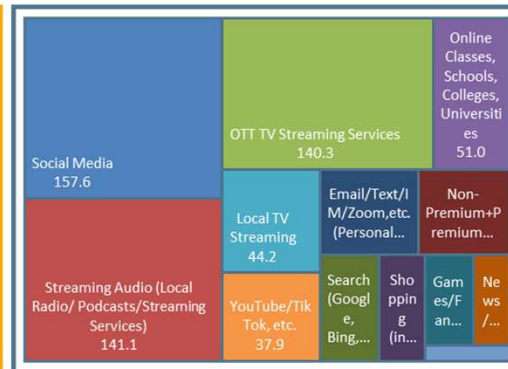 Social Media
157.6
Streaming Audio (Local
Radio/ Podcasts/Streaming
Services)
141.1
OTT TV Streaming Services
140.3
Online
Classes,
Schools,
Colleges,
Universiti
es
51.0
Local TV
Streaming
44.2
YouTube/Tik
Tok, etc.
37.9
Email/Text/I
M/Zoom,etc.
(Personal...
Non-
Premium+P
remium...
Search
(Googl
e,
Bing,...
Sho
ppin
g
(in...
Gam
es/F
an...
Ne
ws
/...